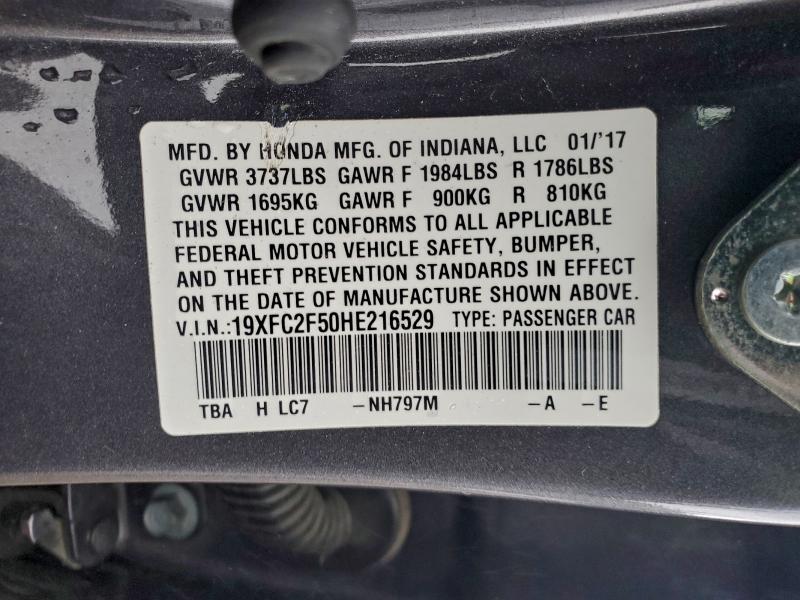 MFD. BY HONDA MFG. OF INDIANA, LLC 01/'17
GVWR 3737LBS GAWR F 1984LBS R 1786LBS
GVWR 1695KG GAWR F 900KG R 810KG
THIS VEHICLE CONFORMS TO ALL APPLICABLE
FEDERAL MOTOR VEHICLE SAFETY, BUMPER,
AND THEFT PREVENTION STANDARDS IN EFFECT
ON THE DATE OF MANUFACTURE SHOWN ABOVE.
V.I.N.:19XFC2F50HE216529 TYPE: PASSENGER CAR
TBA H LC7 -NH797M -A -E